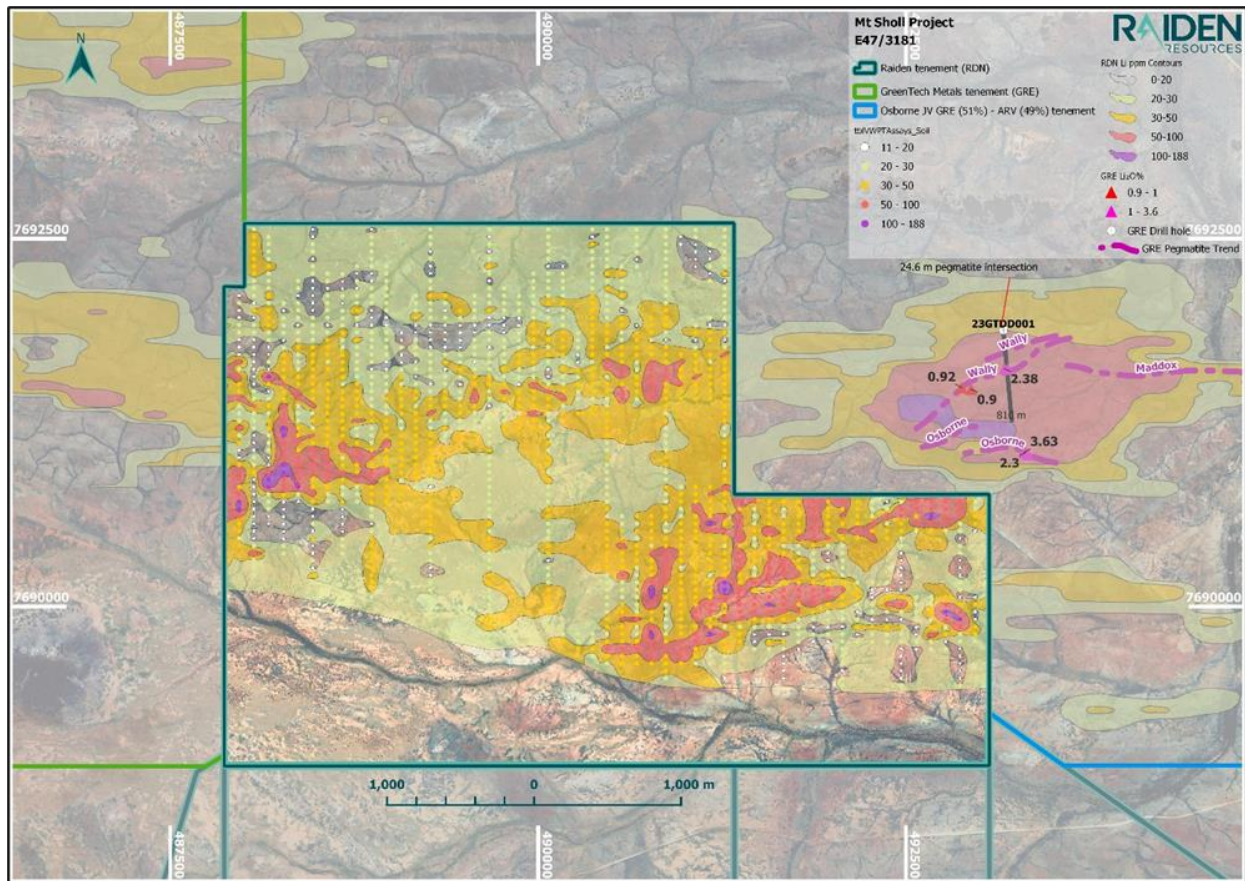 Mt Sholl Project
E47/3181
RAIDEN
RESOURCES
Raiden tenement (RDN)
GreenTech Metals tenement (GRE)
Osborne JV GRE (51%) - ARV (49%) tenement
tblVWPTAssays_Soil
11 - 20
20 - 30
30 - 50
50 - 100
100 - 188
RDN Li ppm Contours
0-20
20-30
30-50
50-100
100-188
GRE Li₂O%
0.9 - 1
1 - 3.6
GRE Drill hole
GRE Pegmatite Trend
N
487500
490000
7692500
7692500
24.6 m pegmatite intersection
23GTDD001
Wally
Wally
Maddox
0.92
2.38
0.9
Osborne
Osborne
3.63
2.3
7690000
7690000
1,000
0
1,000 m
487500
490000
492500